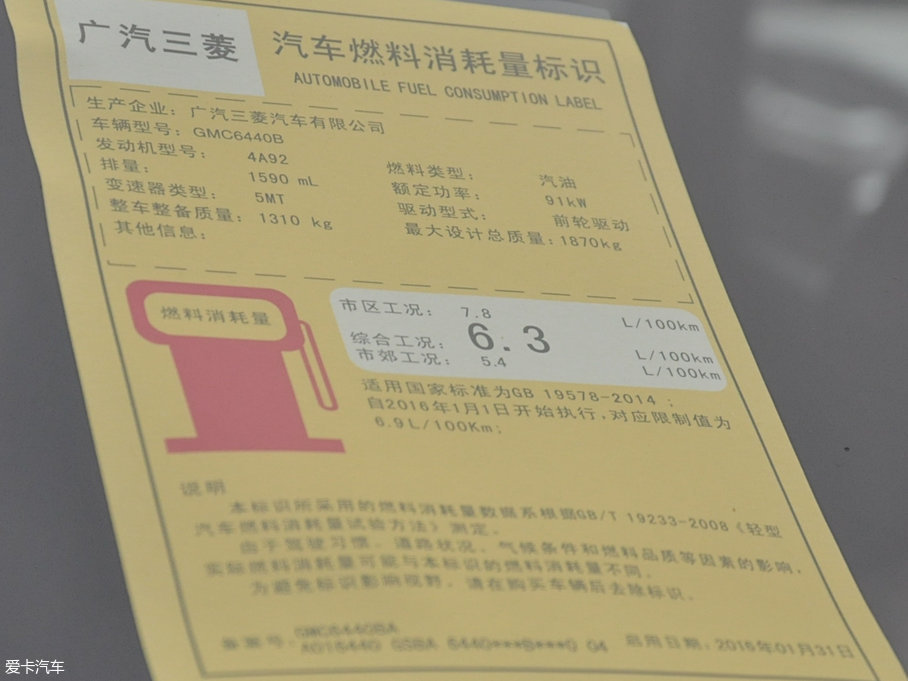 广汽三菱 汽车燃料消耗量标识
AUTOMOBILE FUEL CONSUMPTION LABEL
生产企业：广汽三菱汽车有限公司
车辆型号：GMC6440B
发动机型号： 4A92
燃料类型： 汽油
排量： 1590 mL
额定功率： 91kW
变速器类型： 5MT
驱动型式： 前轮驱动
整车整备质量： 1310 kg
最大设计总质量：1870kg
其他信息：
燃料消耗量
市区工况： 7.8 L/100km
综合工况： 6.3 L/100km
市郊工况： 5.4 L/100km
适用国家标准为GB 19578-2014；
自2016年1月1日开始执行，对应限制值为
6.9L/100Km；
说明
本标识所采用的燃料消耗量数据系根据GB/T 19233-2008《轻型
汽车燃料消耗量试验方法》测定。
由于驾驶习惯、道路状况、气候条件和燃料品质等因素的影响，
实际燃料消耗量可能与本标识的燃料消耗量不同。
为避免标识影响视野，请在购买车辆后去除标识。
备案号：GMC6440BA
启用日期：2016年01月31日
爱卡汽车